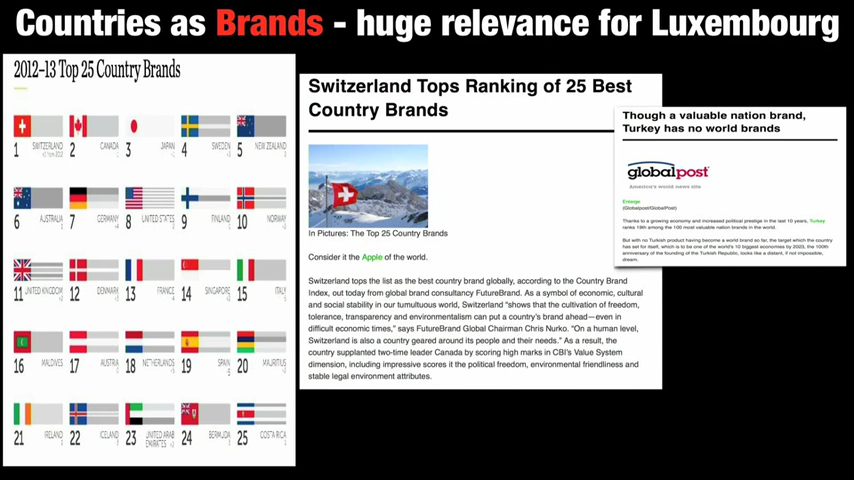 Countries as Brands - huge relevance for Luxembourg
2012–13 Top 25 Country Brands
1 SWITZERLAND
2 CANADA
3 JAPAN
4 SWEDEN
5 NEW ZEALAND
6 AUSTRALIA
7 GERMANY
8 UNITED STATES
9 FINLAND
10 NORWAY
11 UNITED KINGDOM
12 DENMARK
13 FRANCE
14 SINGAPORE
15 ITALY
16 MALDIVES
17 AUSTRIA
18 NETHERLANDS
19 SPAIN
20 MAURITIUS
21 IRELAND
22 ICELAND
23 UNITED ARAB
EMIRATES
24 BERMUDA
25 COSTA RICA
Switzerland Tops Ranking of 25 Best
Country Brands
In Pictures: The Top 25 Country Brands
Consider it the Apple of the world.
Switzerland tops the list as the best country brand globally, according to the Country Brand
Index, out today from global brand consultancy FutureBrand. As a symbol of economic, cultural
and social stability in our tumultuous world, Switzerland "shows that the cultivation of freedom,
tolerance, transparency and environmentalism can put a country's brand ahead—even in
difficult economic times," says FutureBrand Global Chairman Chris Nurko. "On a human level,
Switzerland is also a country geared around its people and their needs." As a result, the
country supplanted two-time leader Canada by scoring high marks in CBI's Value System
dimension, including impressive scores it the political freedom, environmental friendliness and
stable legal environment attributes.
Though a valuable nation brand,
Turkey has no world brands
globalpost
America's world news site
Enlarge
(Globalpost/GlobalPost)
Thanks to a growing economy and increased political prestige in the last 10 years, Turkey
ranks 19th among the 100 most valuable nation brands in the world.
But with no Turkish product having become a world brand so far, the target which the country
has set for itself, which is to be one of the world's 10 biggest economies by 2023, the 100th
anniversary of the founding of the Turkish Republic, looks like a distant, if not impossible,
dream.